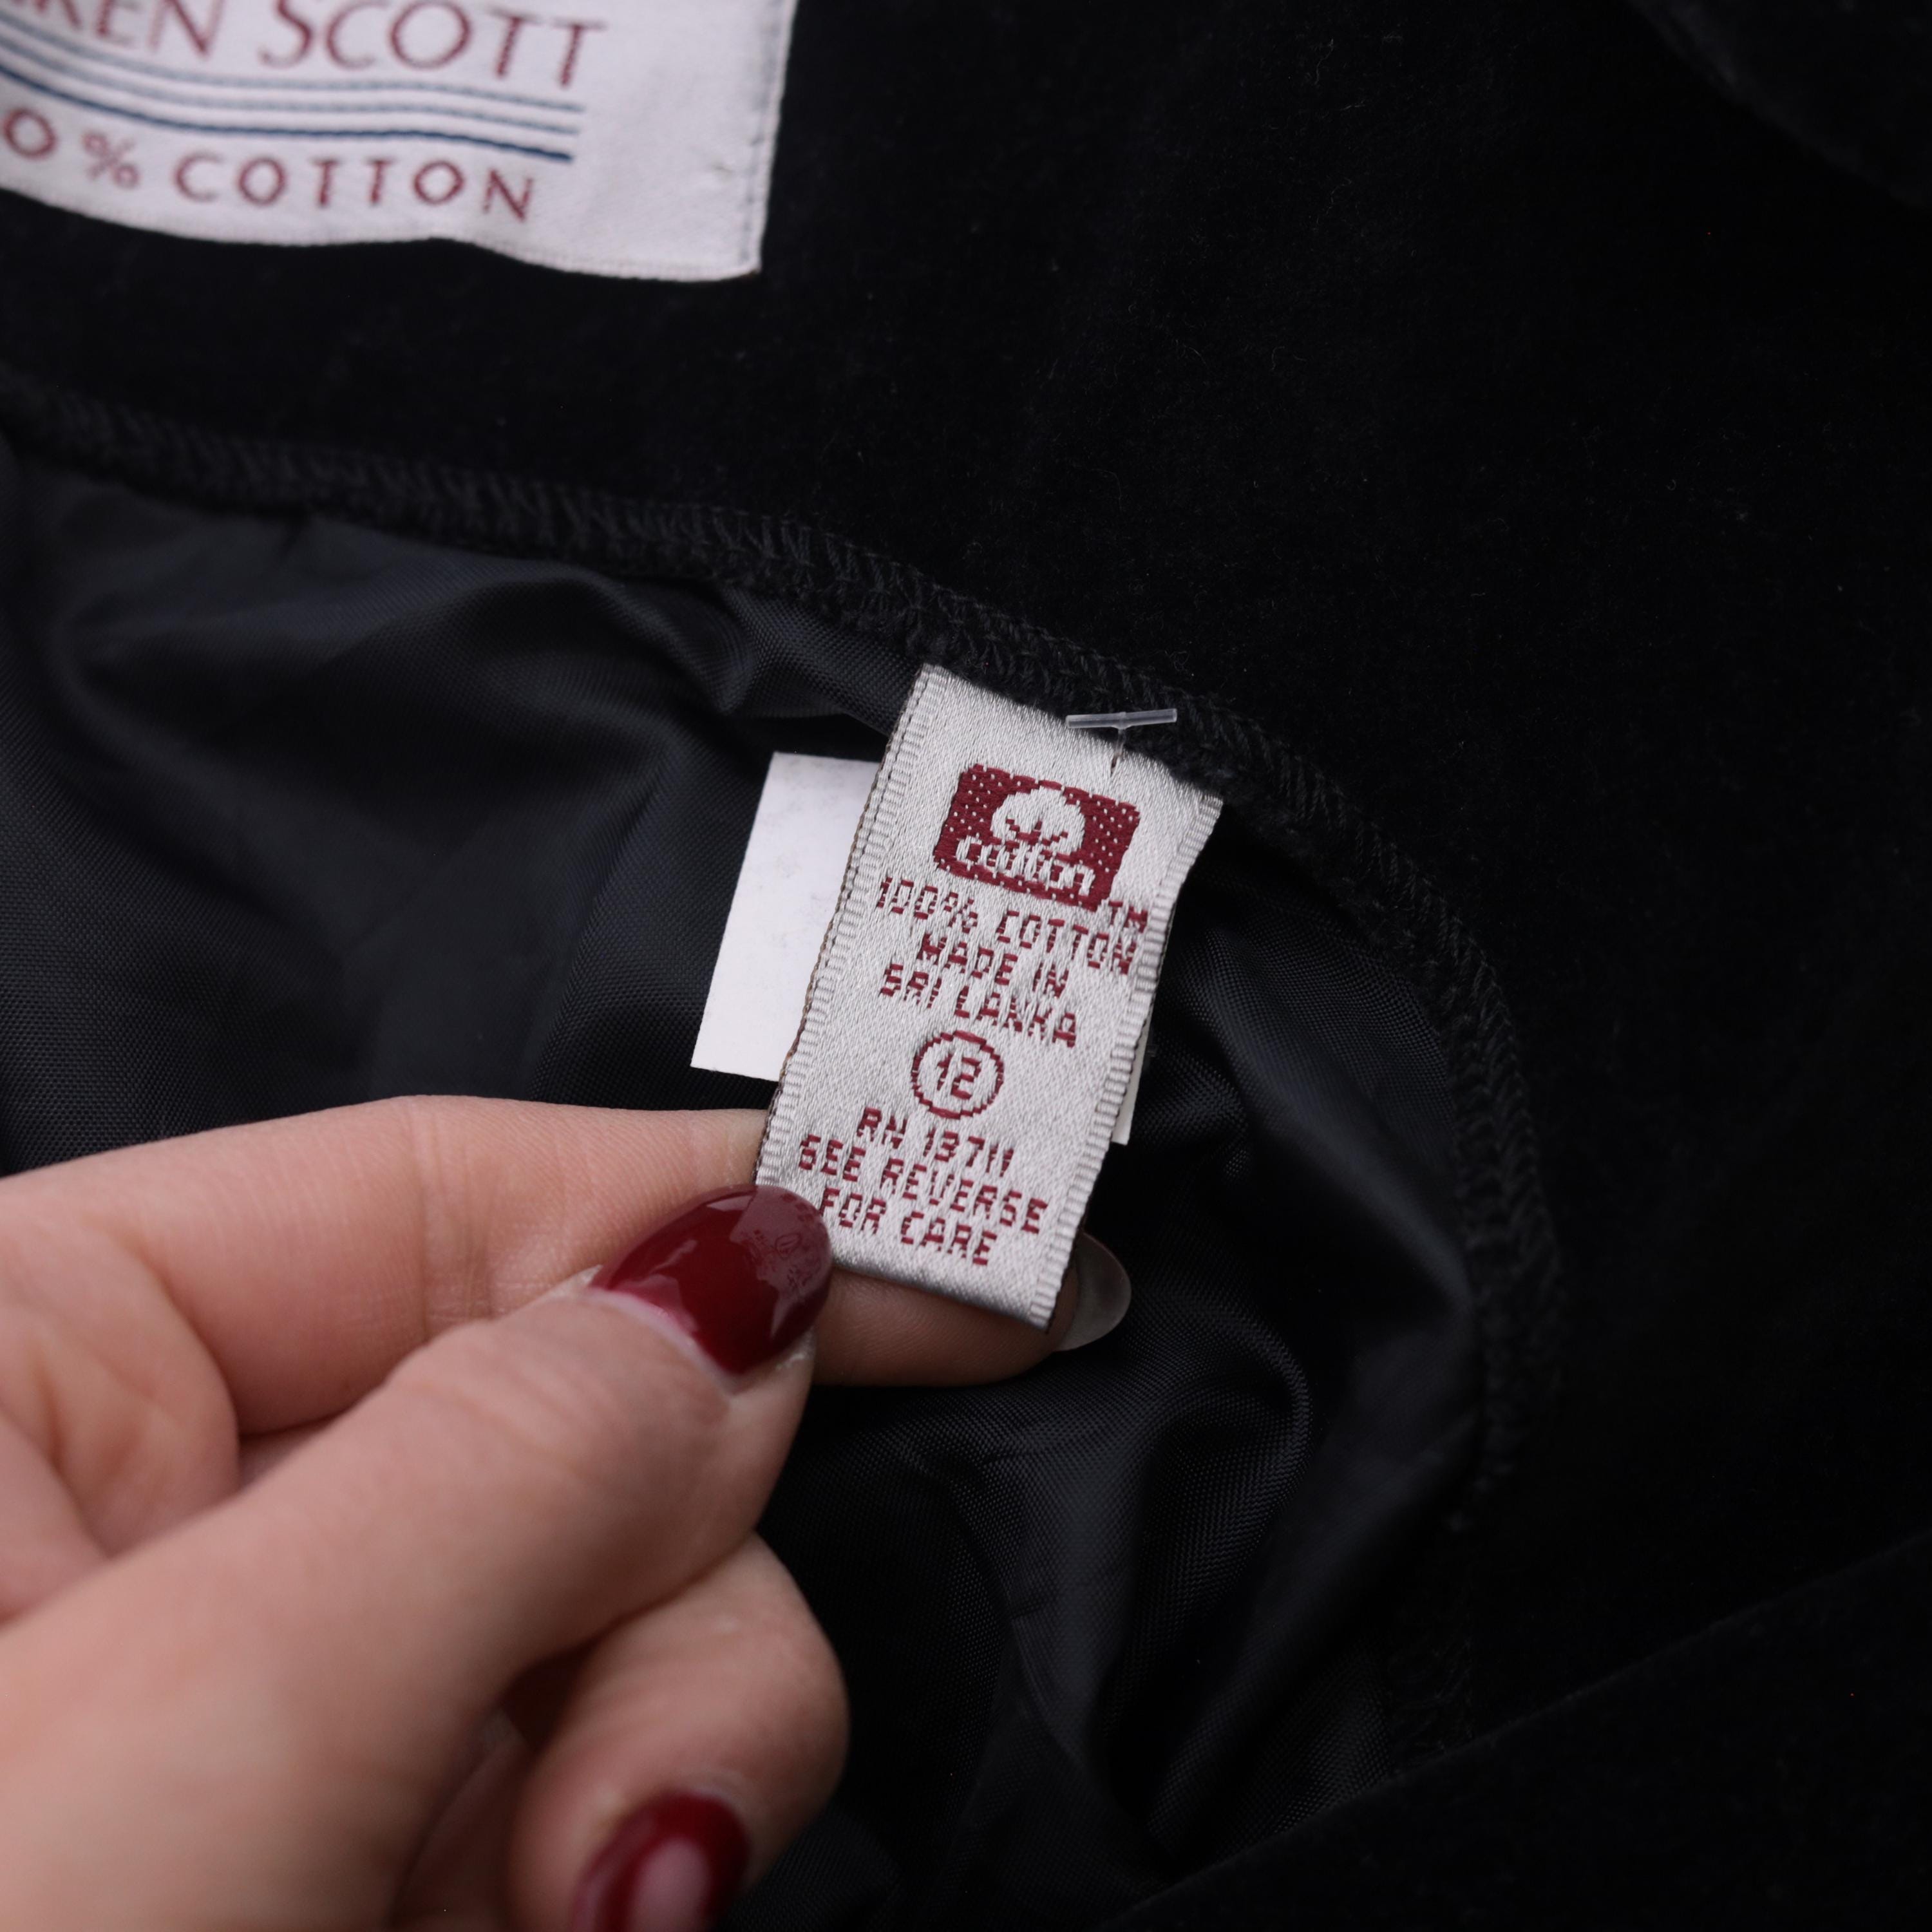 REN SCOTT
0% COTTON
cotton
TM
100% COTTON
MADE IN
SRI LANKA
12
RN 13711
SEE REVERSE
FOR CARE